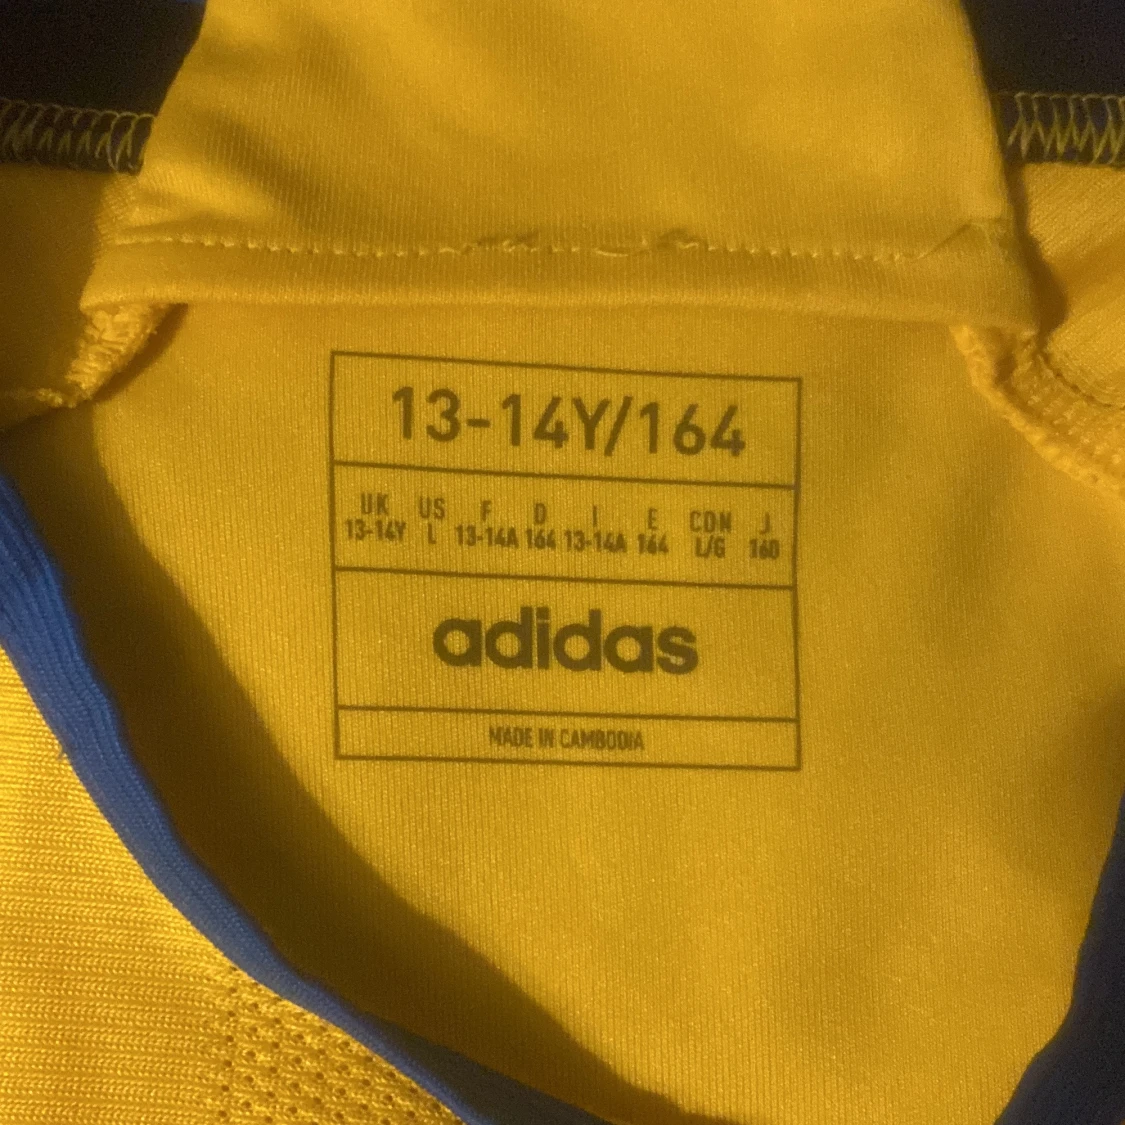 13-14Y/164
UK US F D I E CDN J
13-14Y L 13-14A 164 13-14A 164 L/G 160
adidas
MADE IN CAMBODIA